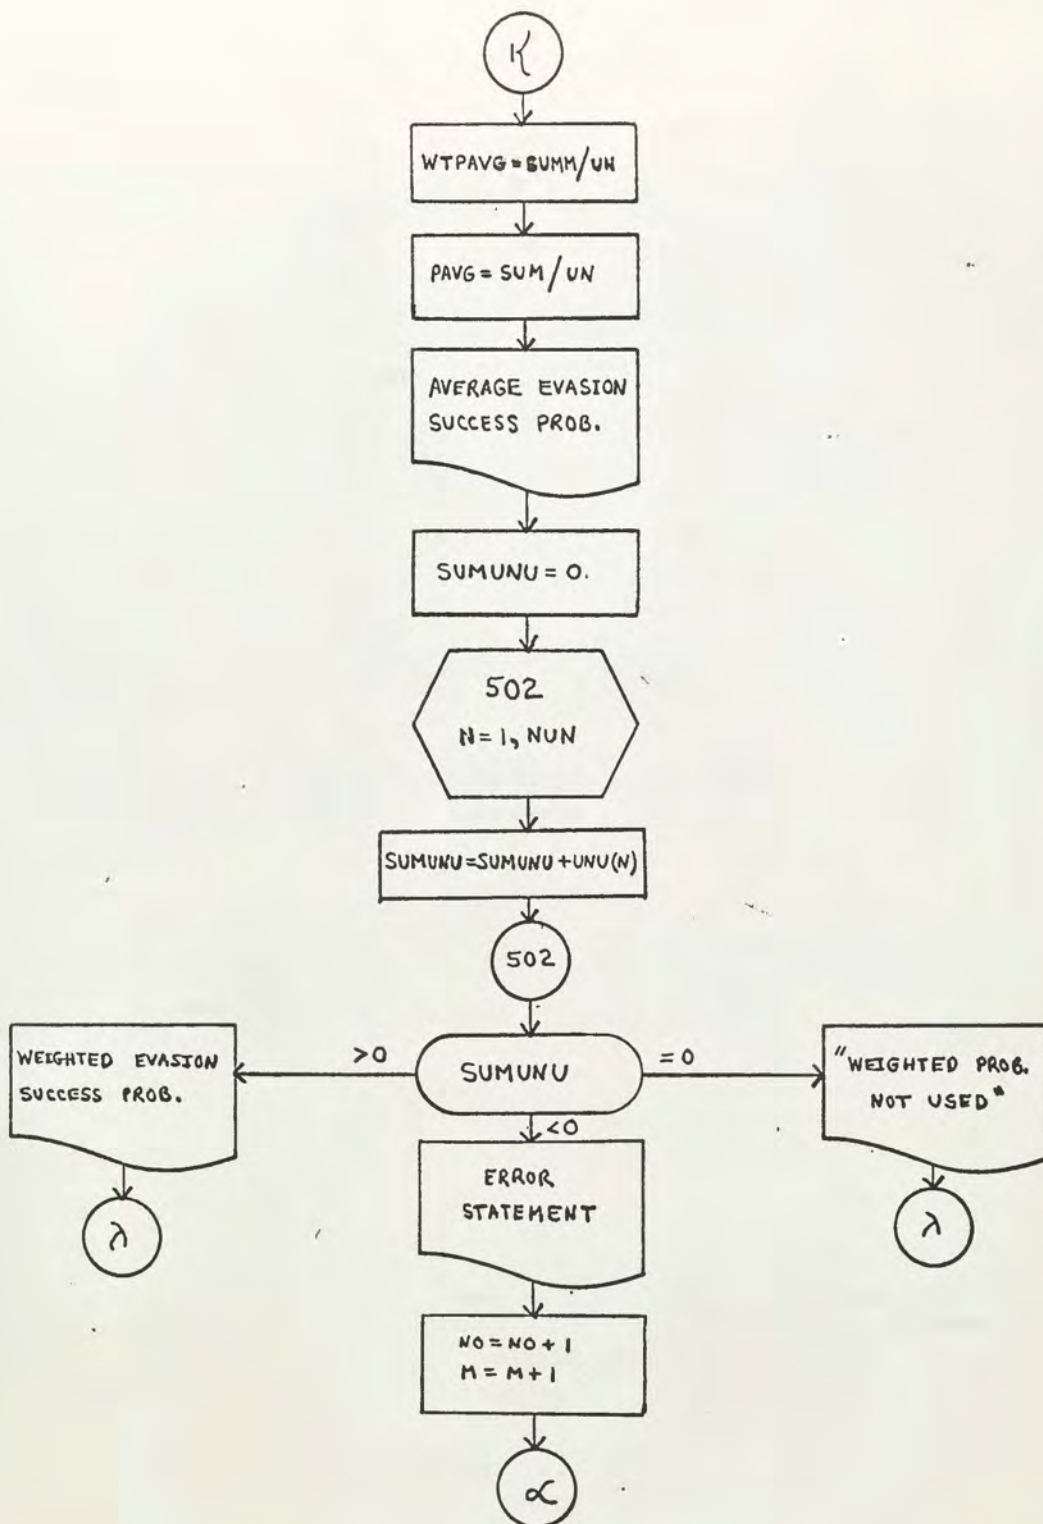 K
WTPAVG = SUMM/UN
PAVG = SUM/UN
AVERAGE EVASION
SUCCESS PROB.
SUMUNU = 0.
502
N = 1, NUN
SUMUNU = SUMUNU + UNU(N)
502
WEIGHTED EVASION
SUCCESS PROB.
>0
SUMUNU
=0
"WEIGHTED PROB.
NOT USED"
<0
ERROR
STATEMENT
λ
λ
NO = NO + 1
M = M + 1
α